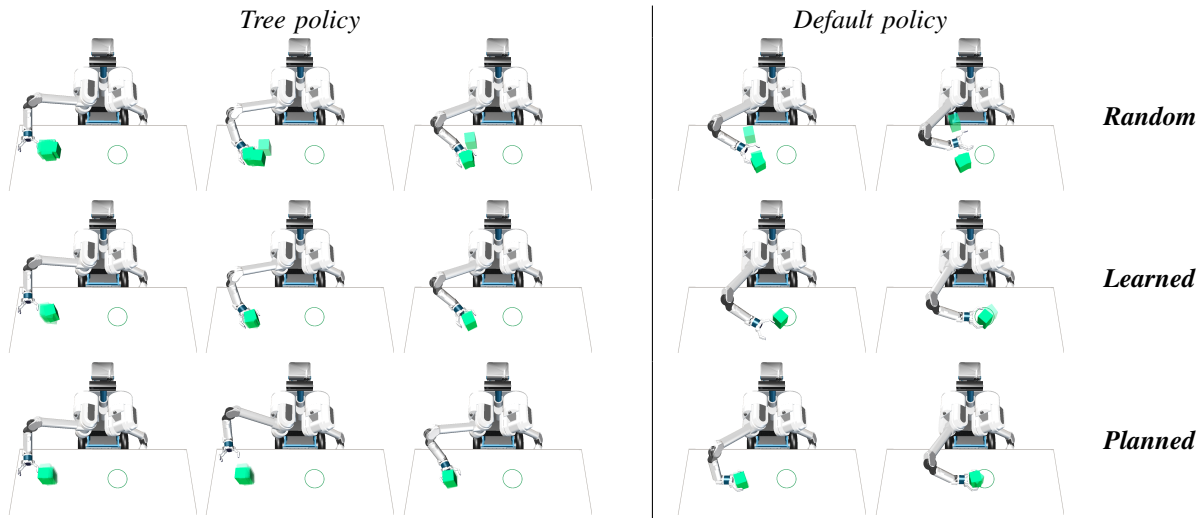 Tree policy
Default policy
Random
Learned
Planned